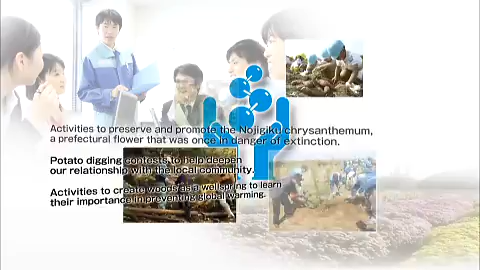 Activities to preserve and promote the Nojigiku chrysanthemum,
a prefectural flower that was once in danger of extinction.
Potato digging contests to help deepen
our relationship with the local community.
Activities to create woods as a wellspring to learn
their importance in preventing global warming.